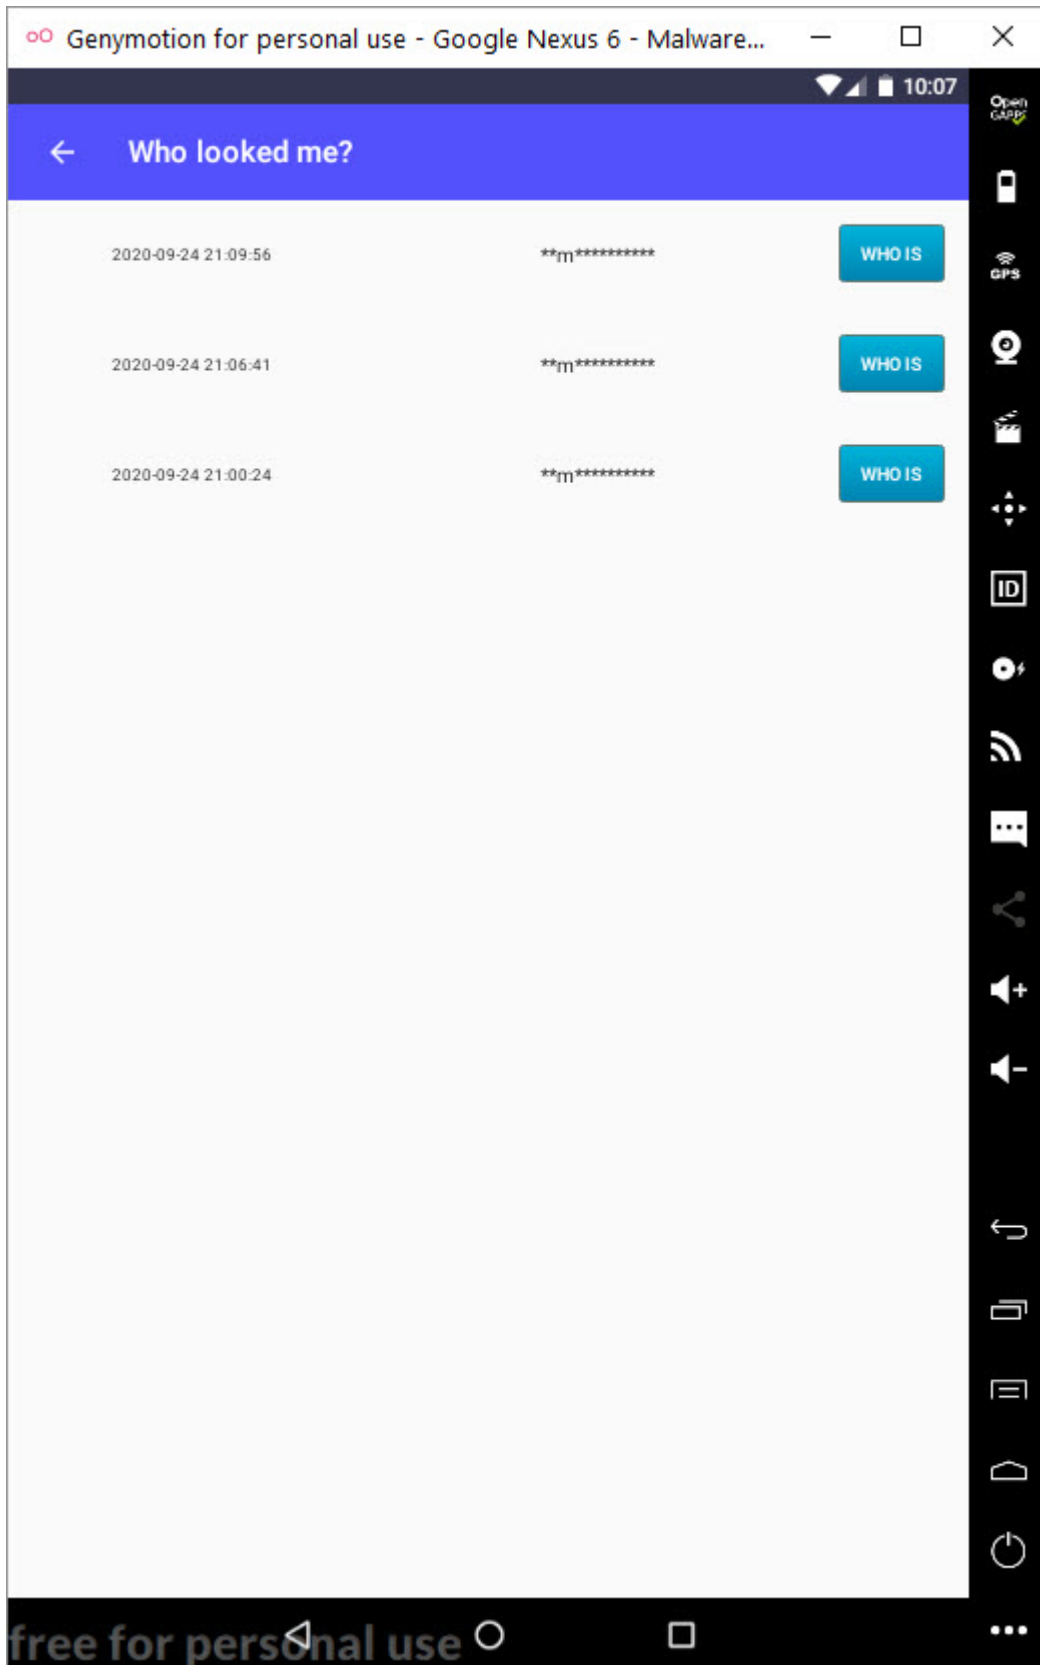 Genymotion for personal use - Google Nexus 6 - Malware...
10:07
Open
GAPPS
Who looked me?
2020-09-24 21:09:56 **m********** WHO IS
GPS
2020-09-24 21:06:41 **m********** WHO IS
2020-09-24 21:00:24 **m********** WHO IS
ID
free for personal use